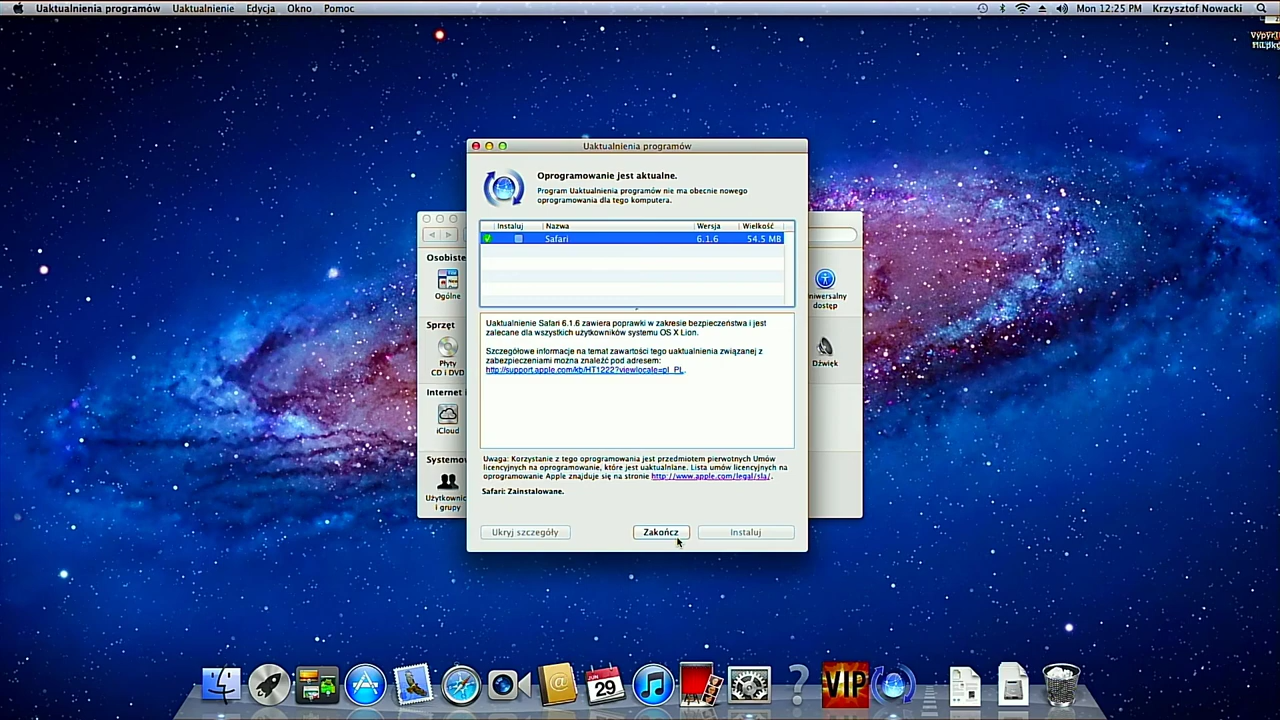 Uaktualnienia programów Uaktualnienie Edycja Okno Pomoc
Mon 12:25 PM Krzysztof Nowacki
Uaktualnienia programów
Oprogramowanie jest aktualne.
Program Uaktualnienia programów nie ma obecnie nowego
oprogramowania dla tego komputera.
Instaluj Nazwa Wersja Wielkość
Safari 6.1.6 54.5 MB
Uaktualnienie Safari 6.1.6 zawiera poprawki w zakresie bezpieczeństwa i jest
zalecane dla wszystkich użytkowników systemu OS X Lion.
Szczegółowe informacje na temat zawartości tego uaktualnienia związanej z
zabezpieczeniami można znaleźć pod adresem:
http://support.apple.com/kb/HT1222?viewlocale=pl_PL.
Uwaga: Korzystanie z tego oprogramowania jest przedmiotem pierwotnych Umów
licencyjnych na oprogramowanie, które jest uaktualniane. Lista umów licencyjnych na
oprogramowanie Apple znajduje się na stronie http://www.apple.com/legal/sla/.
Safari: Zainstalowane.
Ukryj szczegóły Zakończ Instaluj
Osobiste
Ogólne
Sprzęt
Płyty
CD i DVD
Internet i
iCloud
Systemo
Użytkownic
i grupy
niwersalny
dostęp
Dźwięk
JUN
29
VIP